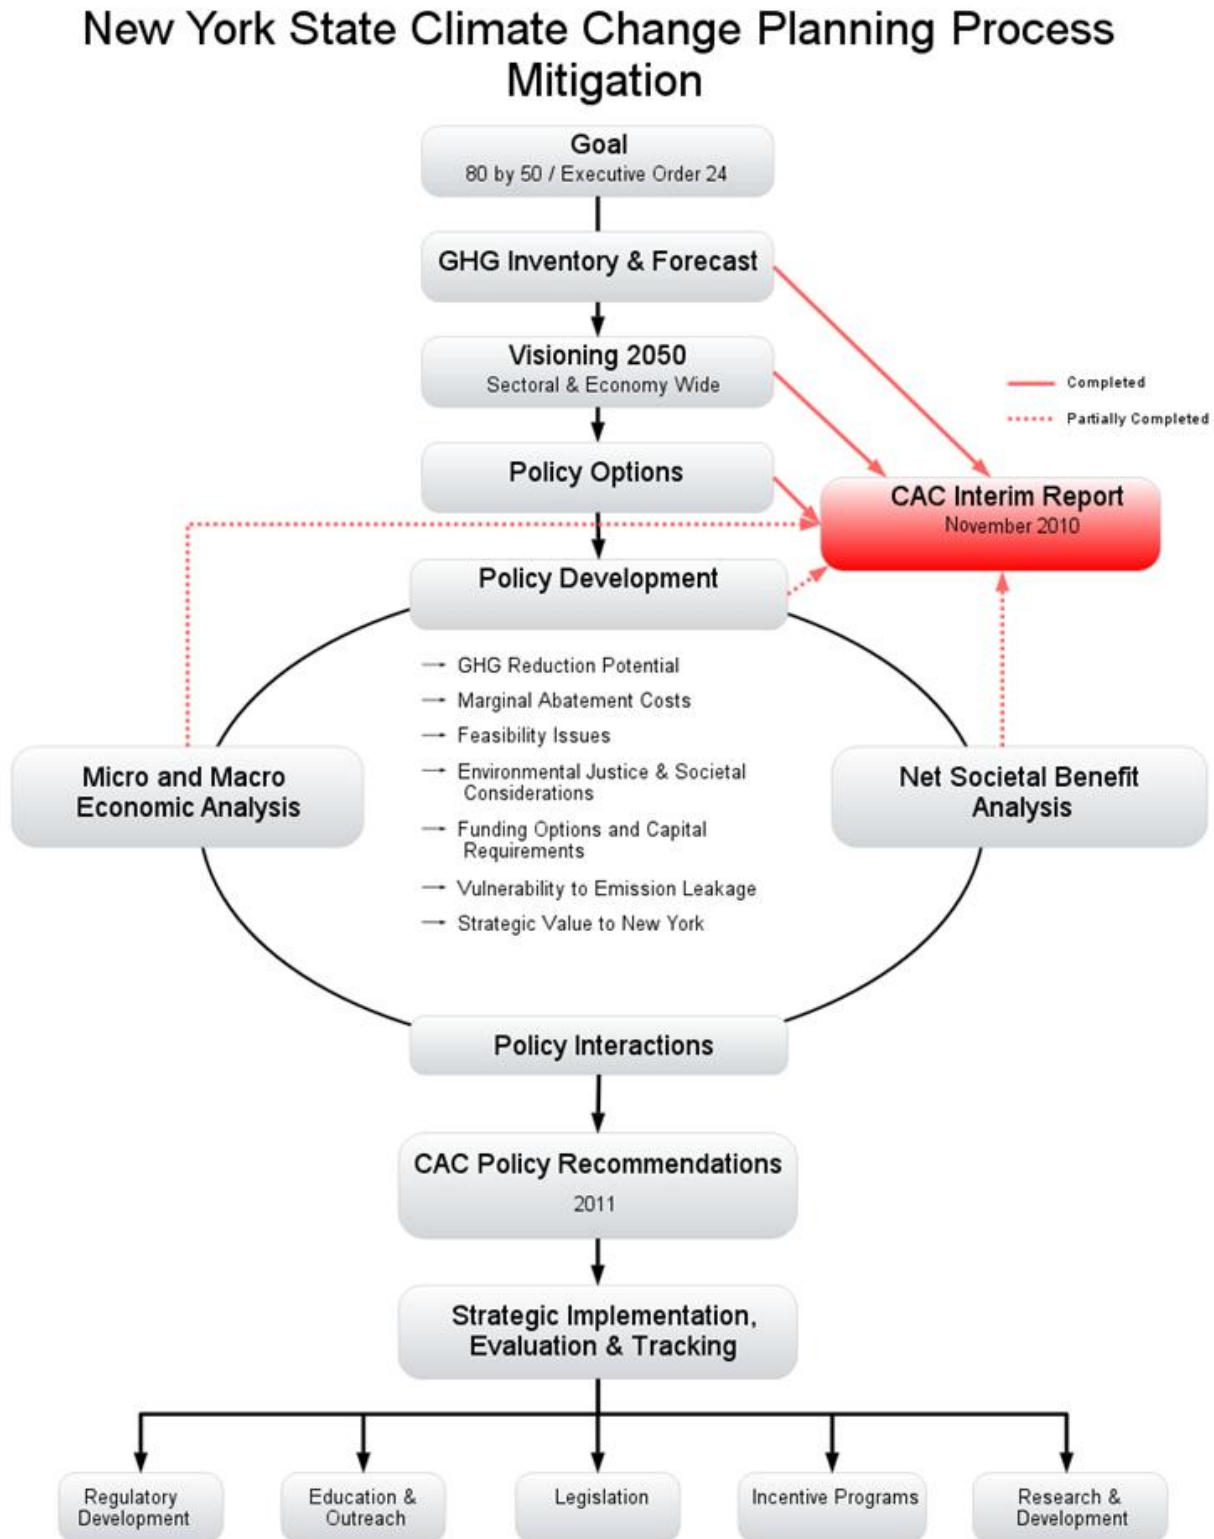 New York State Climate Change Planning Process
Mitigation
Goal
80 by 50 / Executive Order 24
GHG Inventory & Forecast
Visioning 2050
Sectoral & Economy Wide
Completed
Partially Completed
Policy Options
CAC Interim Report
November 2010
Policy Development
→ GHG Reduction Potential
→ Marginal Abatement Costs
→ Feasibility Issues
→ Environmental Justice & Societal
Considerations
→ Funding Options and Capital
Requirements
→ Vulnerability to Emission Leakage
→ Strategic Value to New York
Micro and Macro
Economic Analysis
Net Societal Benefit
Analysis
Policy Interactions
CAC Policy Recommendations
2011
Strategic Implementation,
Evaluation & Tracking
Regulatory
Development
Education &
Outreach
Legislation
Incentive Programs
Research &
Development